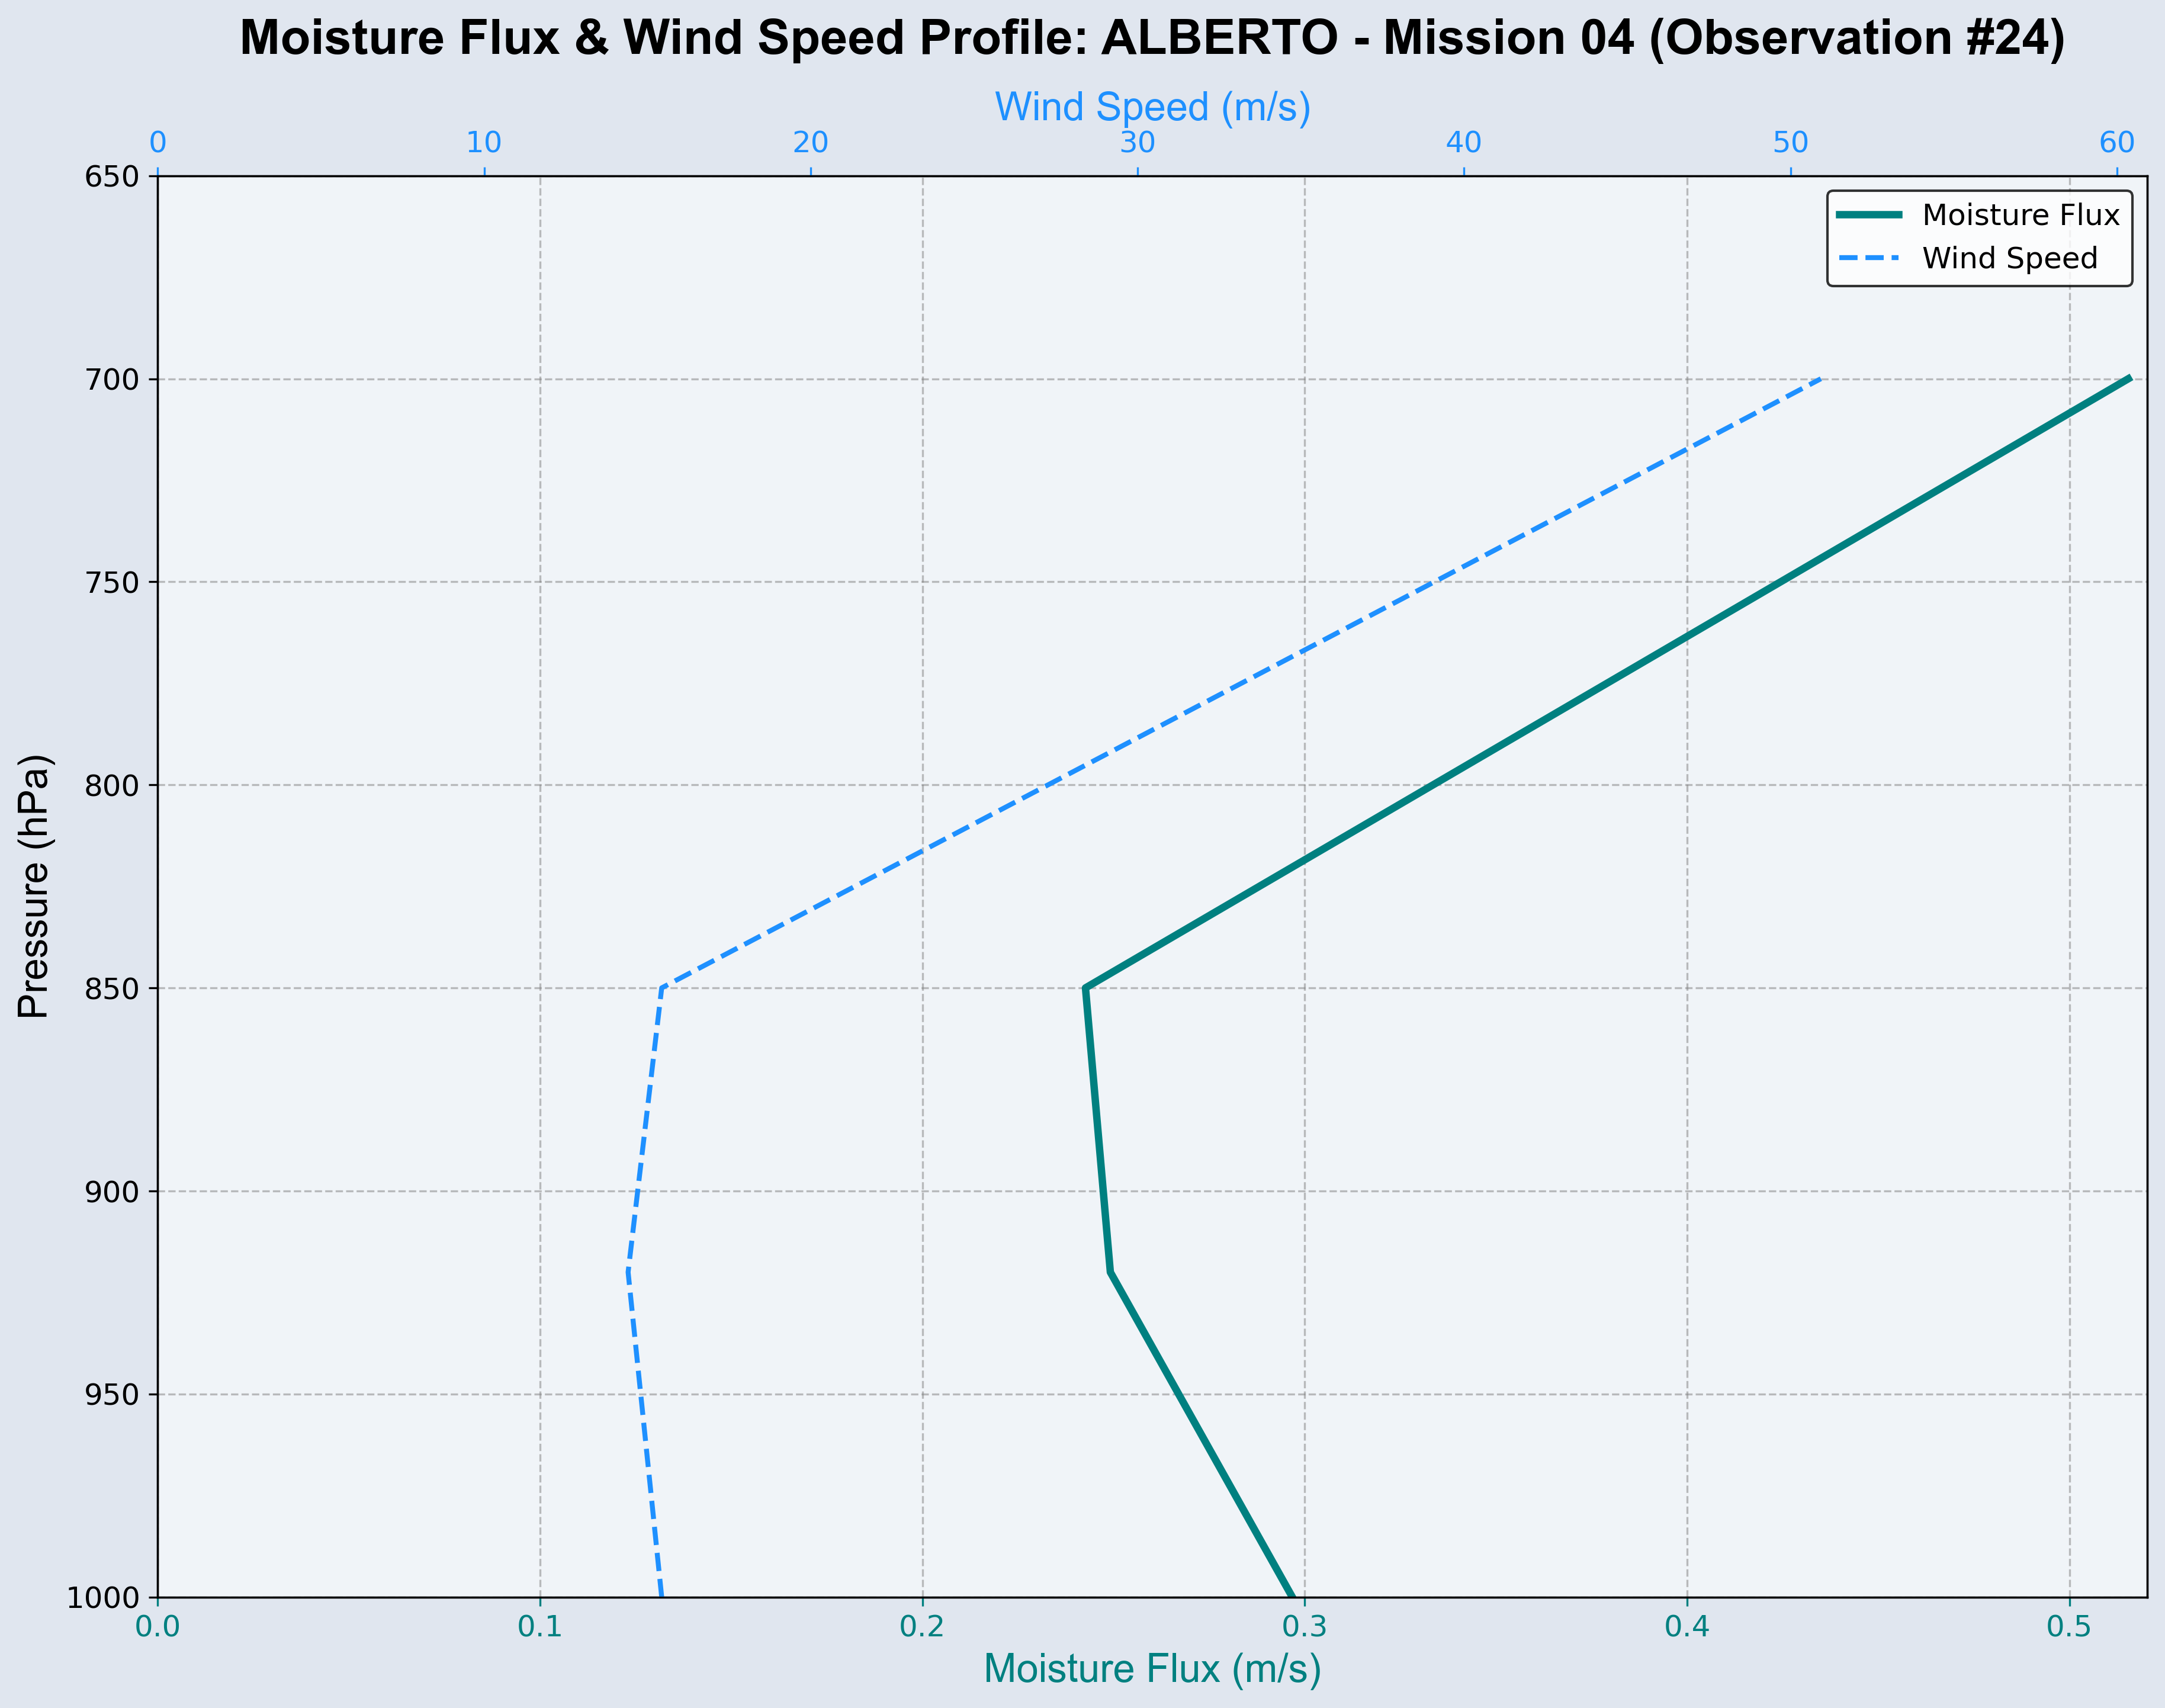 Moisture Flux & Wind Speed Profile: ALBERTO - Mission 04 (Observation #24)
Wind Speed (m/s)
0 10 20 30 40 50 60
Moisture Flux
Wind Speed
Pressure (hPa)
650
700
750
800
850
900
950
1000
0.0 0.1 0.2 0.3 0.4 0.5
Moisture Flux (m/s)